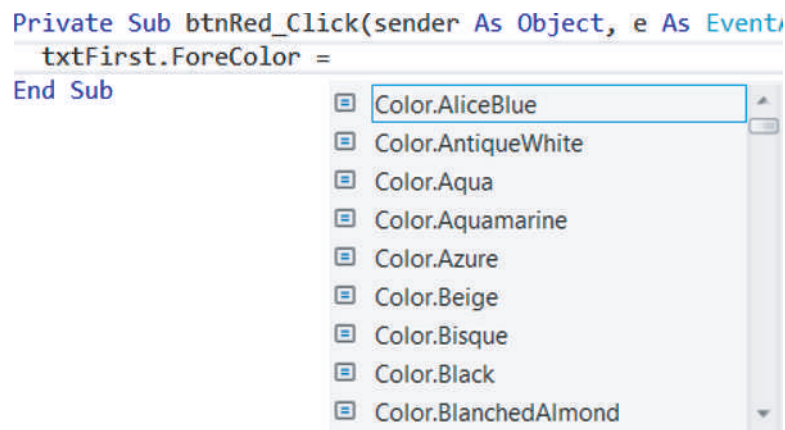 Private Sub btnRed_Click(sender As Object, e As Event
txtFirst.ForeColor =
End Sub
Color.AliceBlue
Color.AntiqueWhite
Color.Aqua
Color.Aquamarine
Color.Azure
Color.Beige
Color.Bisque
Color.Black
Color.BlanchedAlmond